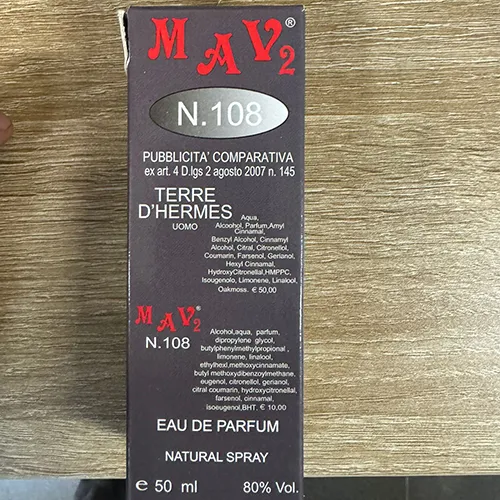 MAV2®
N.108
PUBBLICITA' COMPARATIVA
ex art. 4 D.lgs 2 agosto 2007 n. 145
TERRE
D'HERMES
UOMO
Aqua,
Alcoohol, Parfum,Amyl
Cinnamal,
Benzyl Alcohol, Cinnamyl
Alcohol, Citral, Citronellol,
Coumarin, Farsenol, Gerianol,
Hexyl Cinnamal,
HydroxyCitronellal,HMPPC,
Isougenolo, Limonene, Linalool,
Oakmoss. € 50,00
MAV2®
N.108
Alcohol,aqua, parfum,
dipropylene glycol,
butylphenylmethylpropional ,
limonene, linalool,
ethylhexl,methoxycinnamate,
butyl methoxydibenzoylmethane,
eugenol, citronellol, gerianol,
citral coumarin, hydroxycitronellal,
farsenol, cinnamal,
isoeugenol,BHT. € 10,00
EAU DE PARFUM
NATURAL SPRAY
e 50 ml 80% Vol.